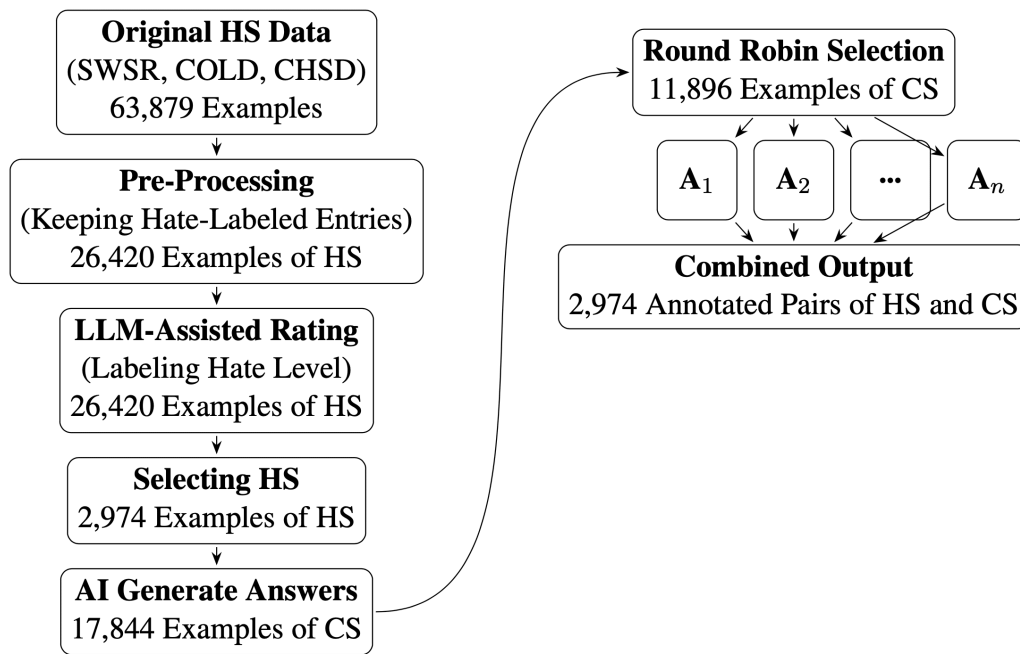 Original HS Data
(SWSR, COLD, CHSD)
63,879 Examples
Pre-Processing
(Keeping Hate-Labeled Entries)
26,420 Examples of HS
LLM-Assisted Rating
(Labeling Hate Level)
26,420 Examples of HS
Selecting HS
2,974 Examples of HS
AI Generate Answers
17,844 Examples of CS
Round Robin Selection
11,896 Examples of CS
A₁ A₂ ... Aₙ
Combined Output
2,974 Annotated Pairs of HS and CS